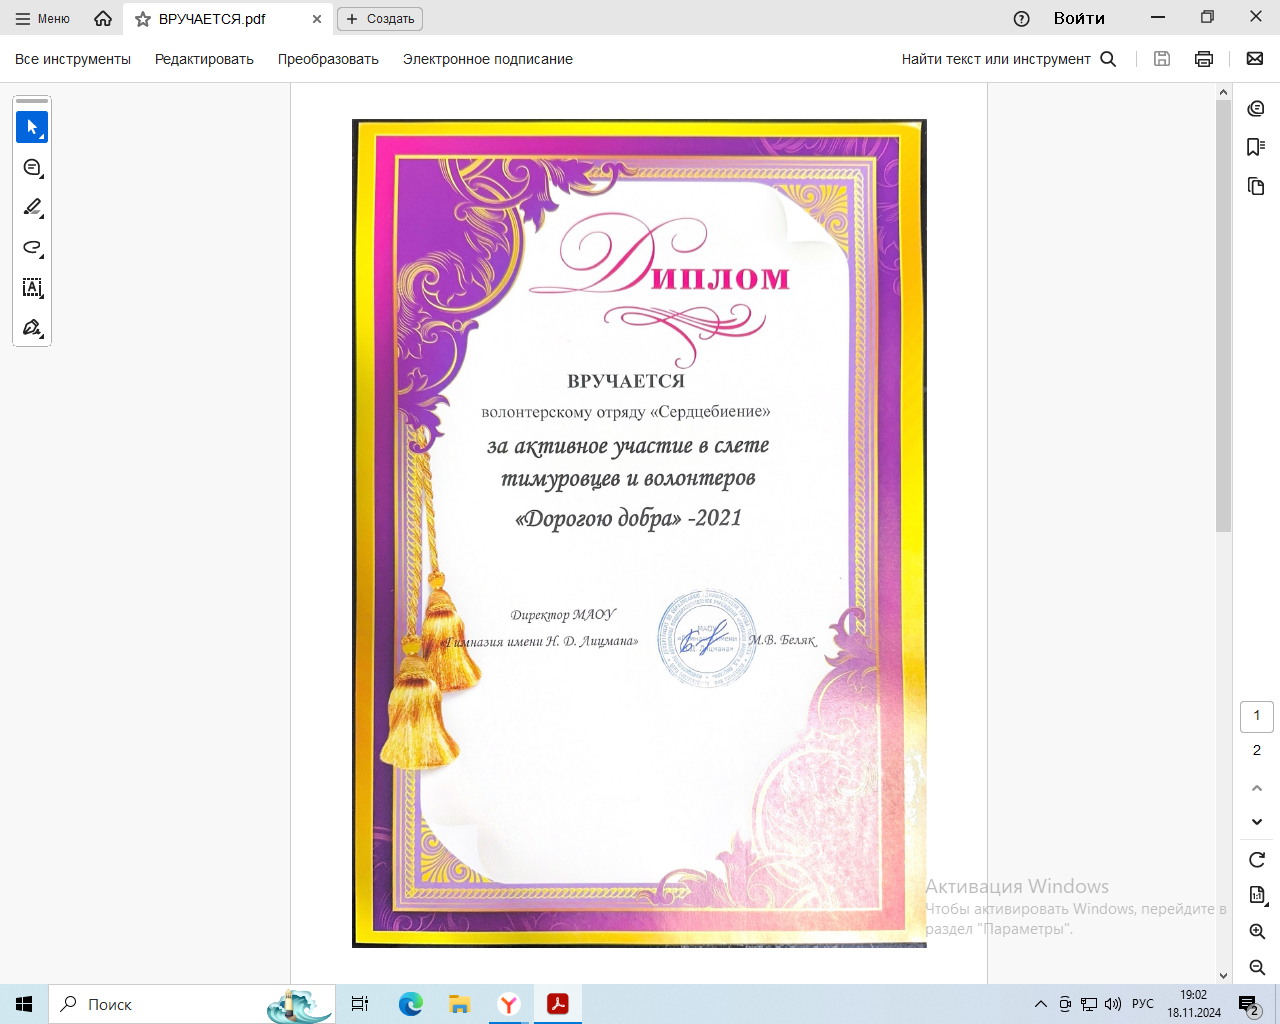 Меню
ВРУЧАЕТСЯ.pdf
Создать
Войти
Все инструменты
Редактировать
Преобразовать
Электронное подписание
Найти текст или инструмент
Диплом
ВРУЧАЕТСЯ
волонтерскому отряду «Сердцебиение»
за активное участие в слете
тимуровцев и волонтеров
«Дорогою добра» -2021
Директор МАОУ
«Гимназия имени Н. Д. Лицмана»
М.В. Беляк
МАОУ
1
2
Активация Windows
Чтобы активировать Windows, перейдите в
раздел "Параметры".
Поиск
РУС
19:02
18.11.2024
2